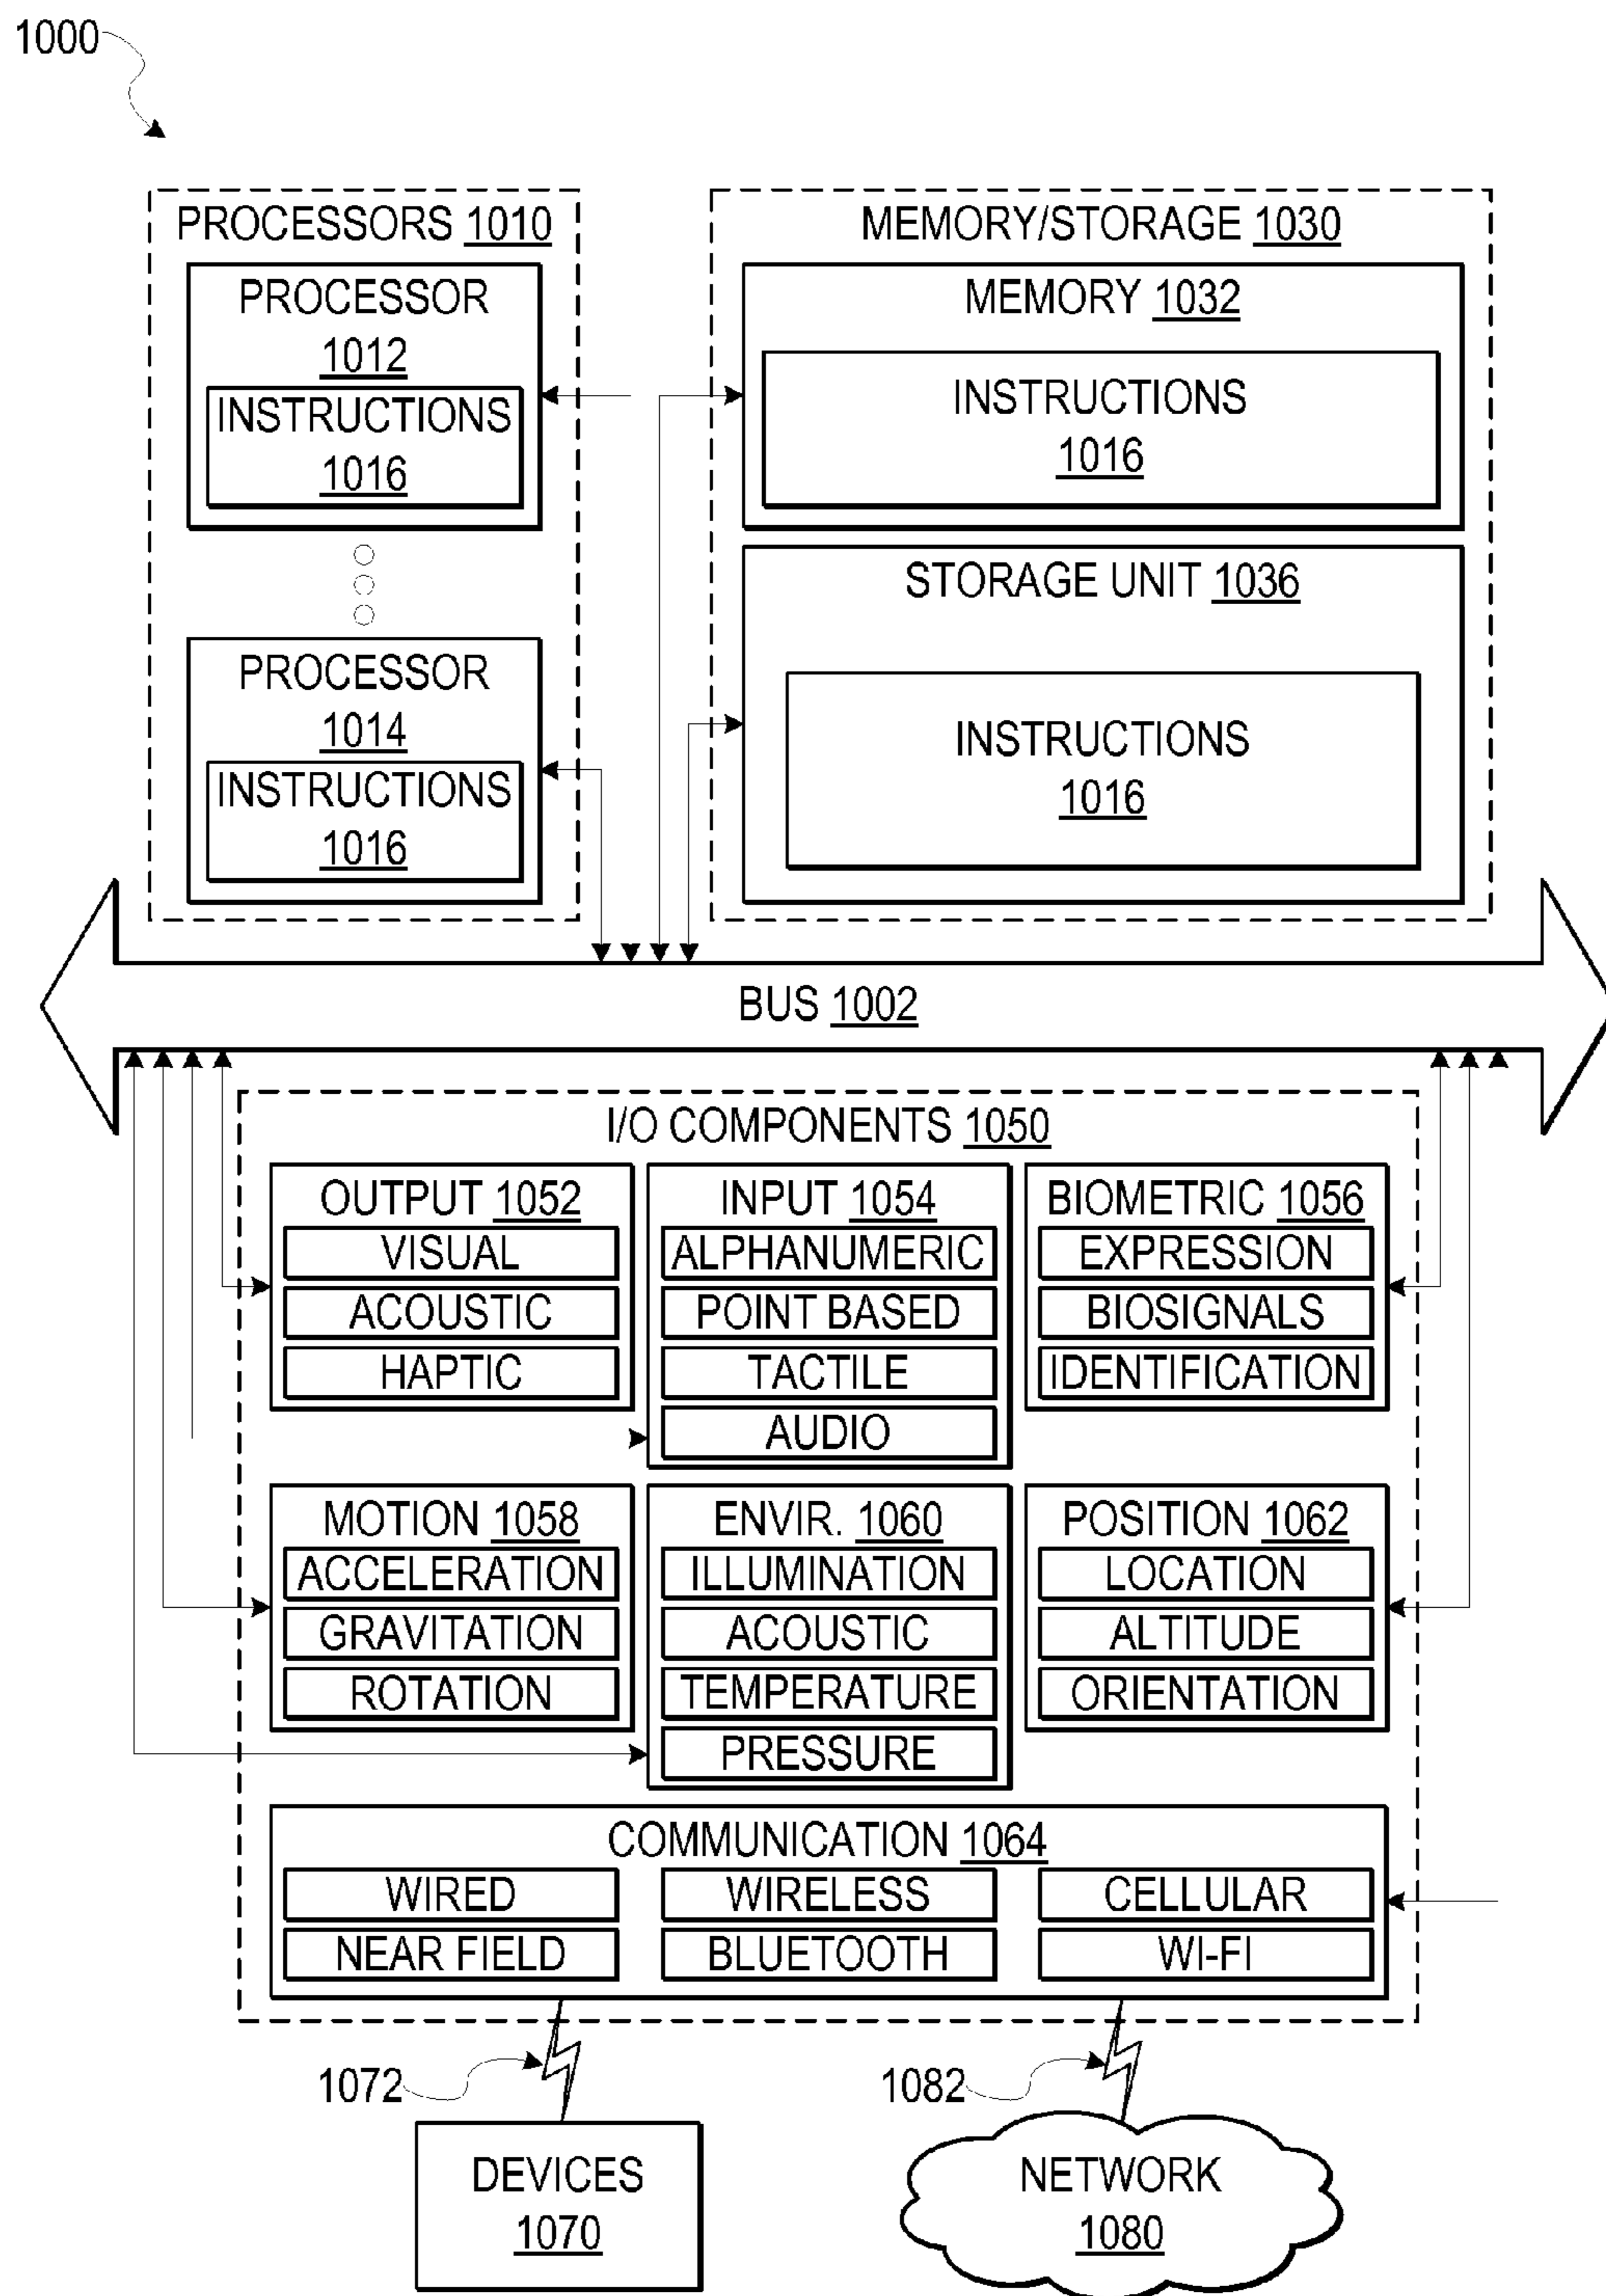 1000
PROCESSORS 1010
PROCESSOR
1012
INSTRUCTIONS
1016
PROCESSOR
1014
INSTRUCTIONS
1016
MEMORY/STORAGE 1030
MEMORY 1032
INSTRUCTIONS
1016
STORAGE UNIT 1036
INSTRUCTIONS
1016
BUS 1002
I/O COMPONENTS 1050
OUTPUT 1052
VISUAL
ACOUSTIC
HAPTIC
INPUT 1054
ALPHANUMERIC
POINT BASED
TACTILE
AUDIO
BIOMETRIC 1056
EXPRESSION
BIOSIGNALS
IDENTIFICATION
MOTION 1058
ACCELERATION
GRAVITATION
ROTATION
ENVIR. 1060
ILLUMINATION
ACOUSTIC
TEMPERATURE
PRESSURE
POSITION 1062
LOCATION
ALTITUDE
ORIENTATION
COMMUNICATION 1064
WIRED
WIRELESS
CELLULAR
NEAR FIELD
BLUETOOTH
WI-FI
1072
1082
DEVICES
1070
NETWORK
1080